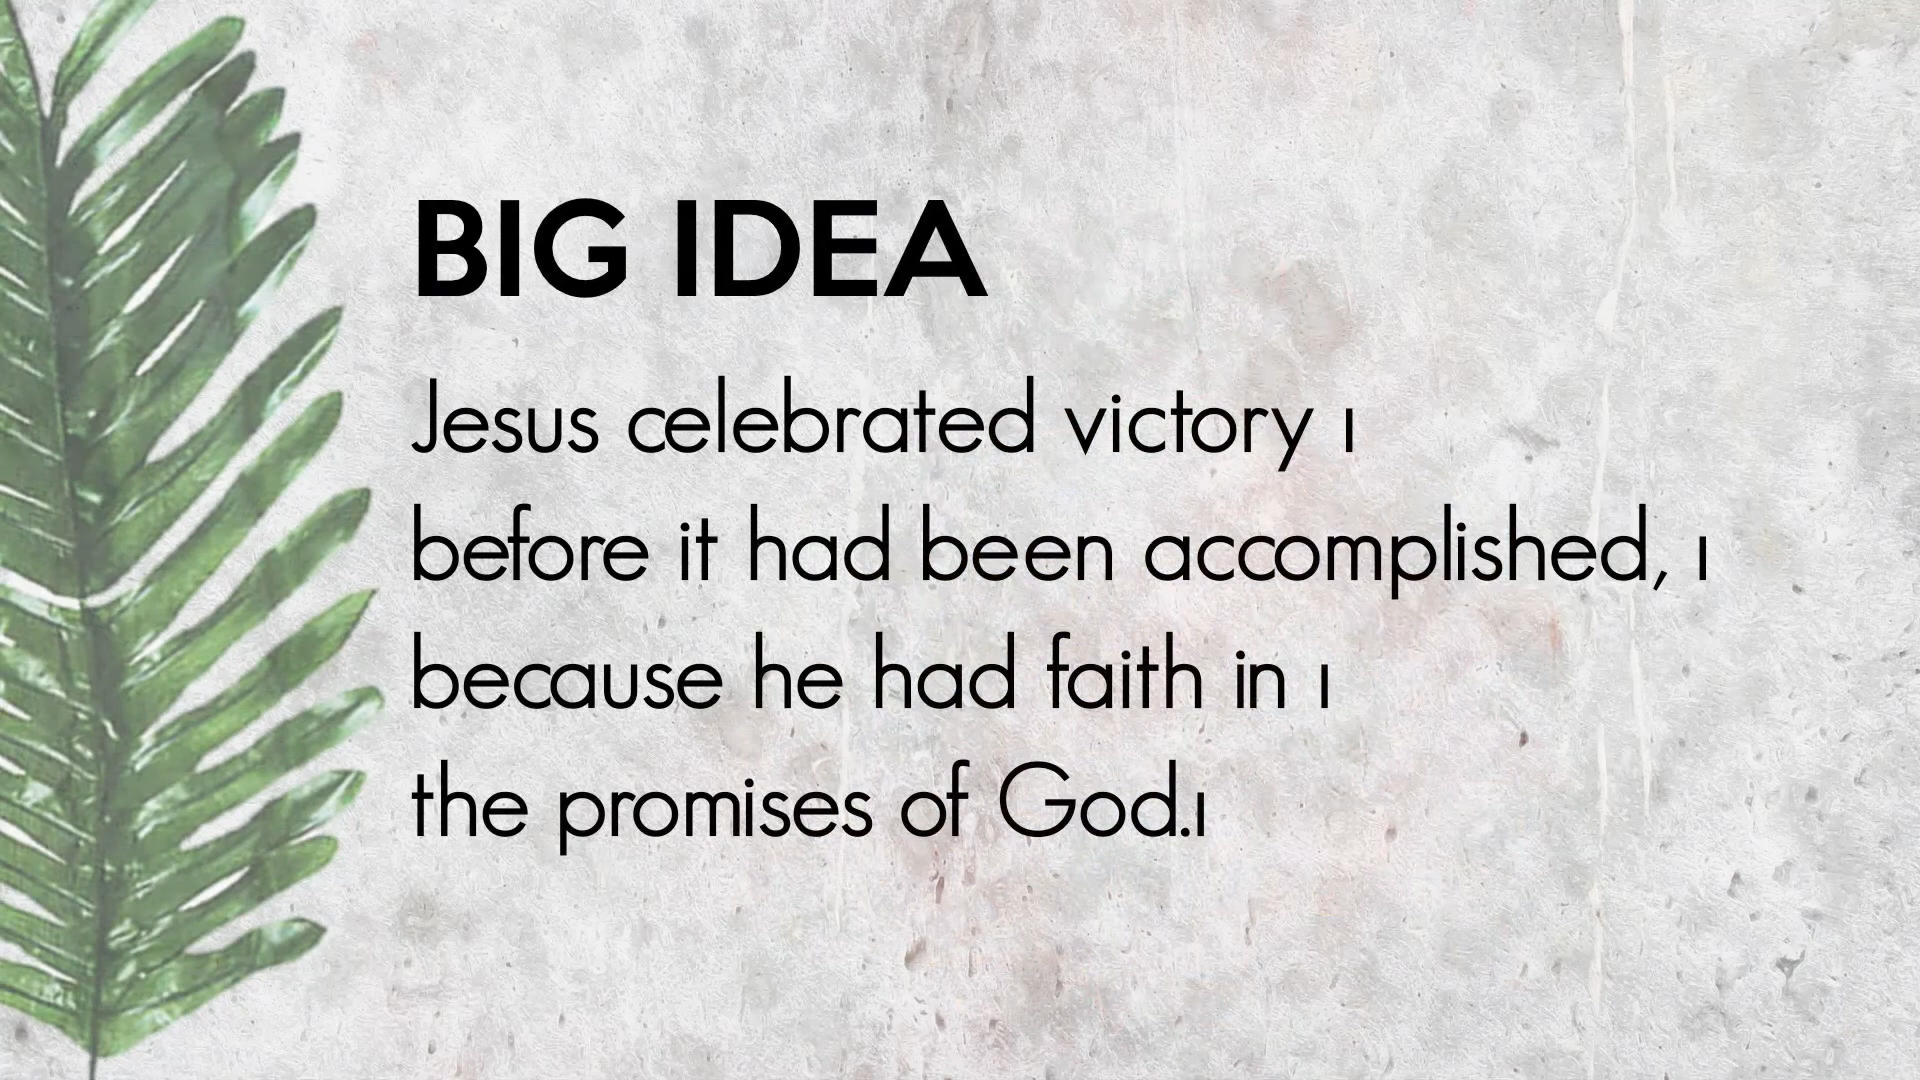 BIG IDEA
Jesus celebrated victory ı
before it had been accomplished, ı
because he had faith in ı
the promises of God.ı